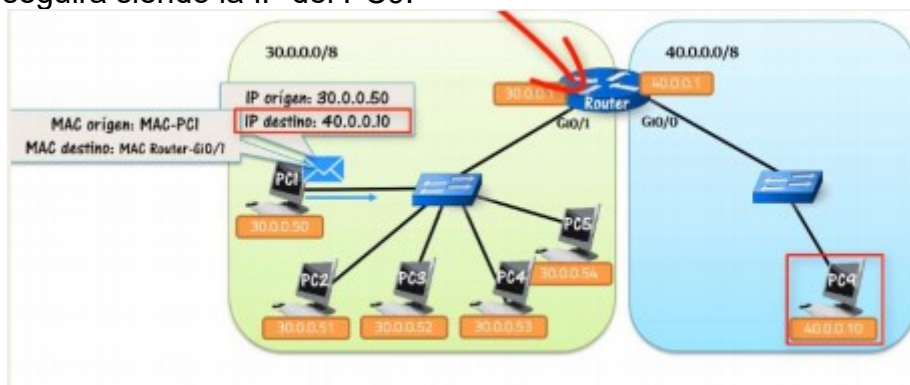 seguirá siendo la IP del PC9.
30.0.0.0/8
40.0.0.0/8
IP orígen: 30.0.0.50
IP destino: 40.0.0.10
MAC orígen: MAC-PC1
MAC destino: MAC Router-Gi0/1
30.0.0.1
40.0.0.1
Router
Gi0/1
Gi0/0
PC1
30.0.0.50
PC5
30.0.0.54
PC2
PC3
PC4
PC9
30.0.0.51
30.0.0.52
30.0.0.53
40.0.0.10